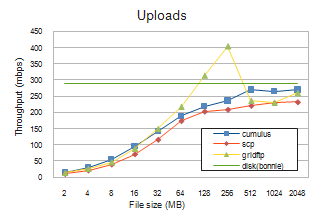 Uploads
Throughput (mbps)
450
400
350
300
250
200
150
100
50
0
cumulus
scp
gridftp
disk(bonnie)
2 4 8 16 32 64 128 256 512 1024 2048
File size (MB)